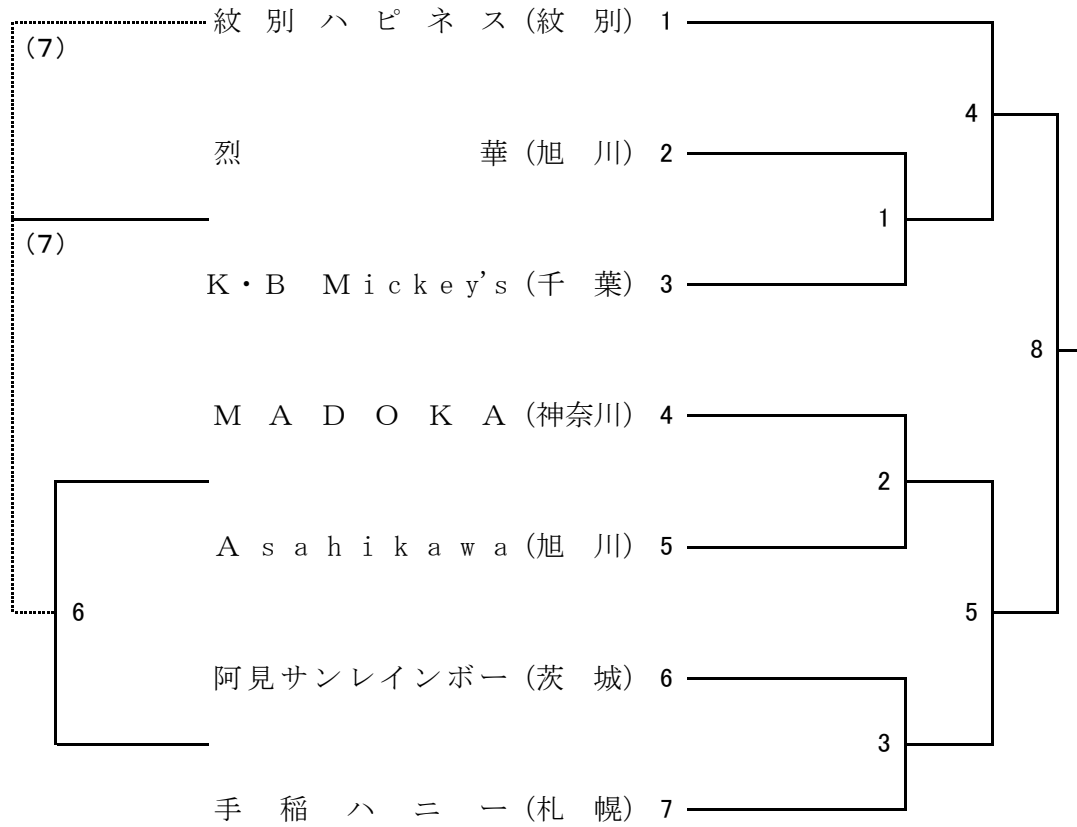 紋別ハピネス（紋別）1
（7）
4
烈華（旭川）2
1
（7）
K・B Mickey's（千葉）3
8
MADOKA（神奈川）4
2
Asahikawa（旭川）5
6
5
阿見サンレインボー（茨城）6
3
手稲ハニー（札幌）7